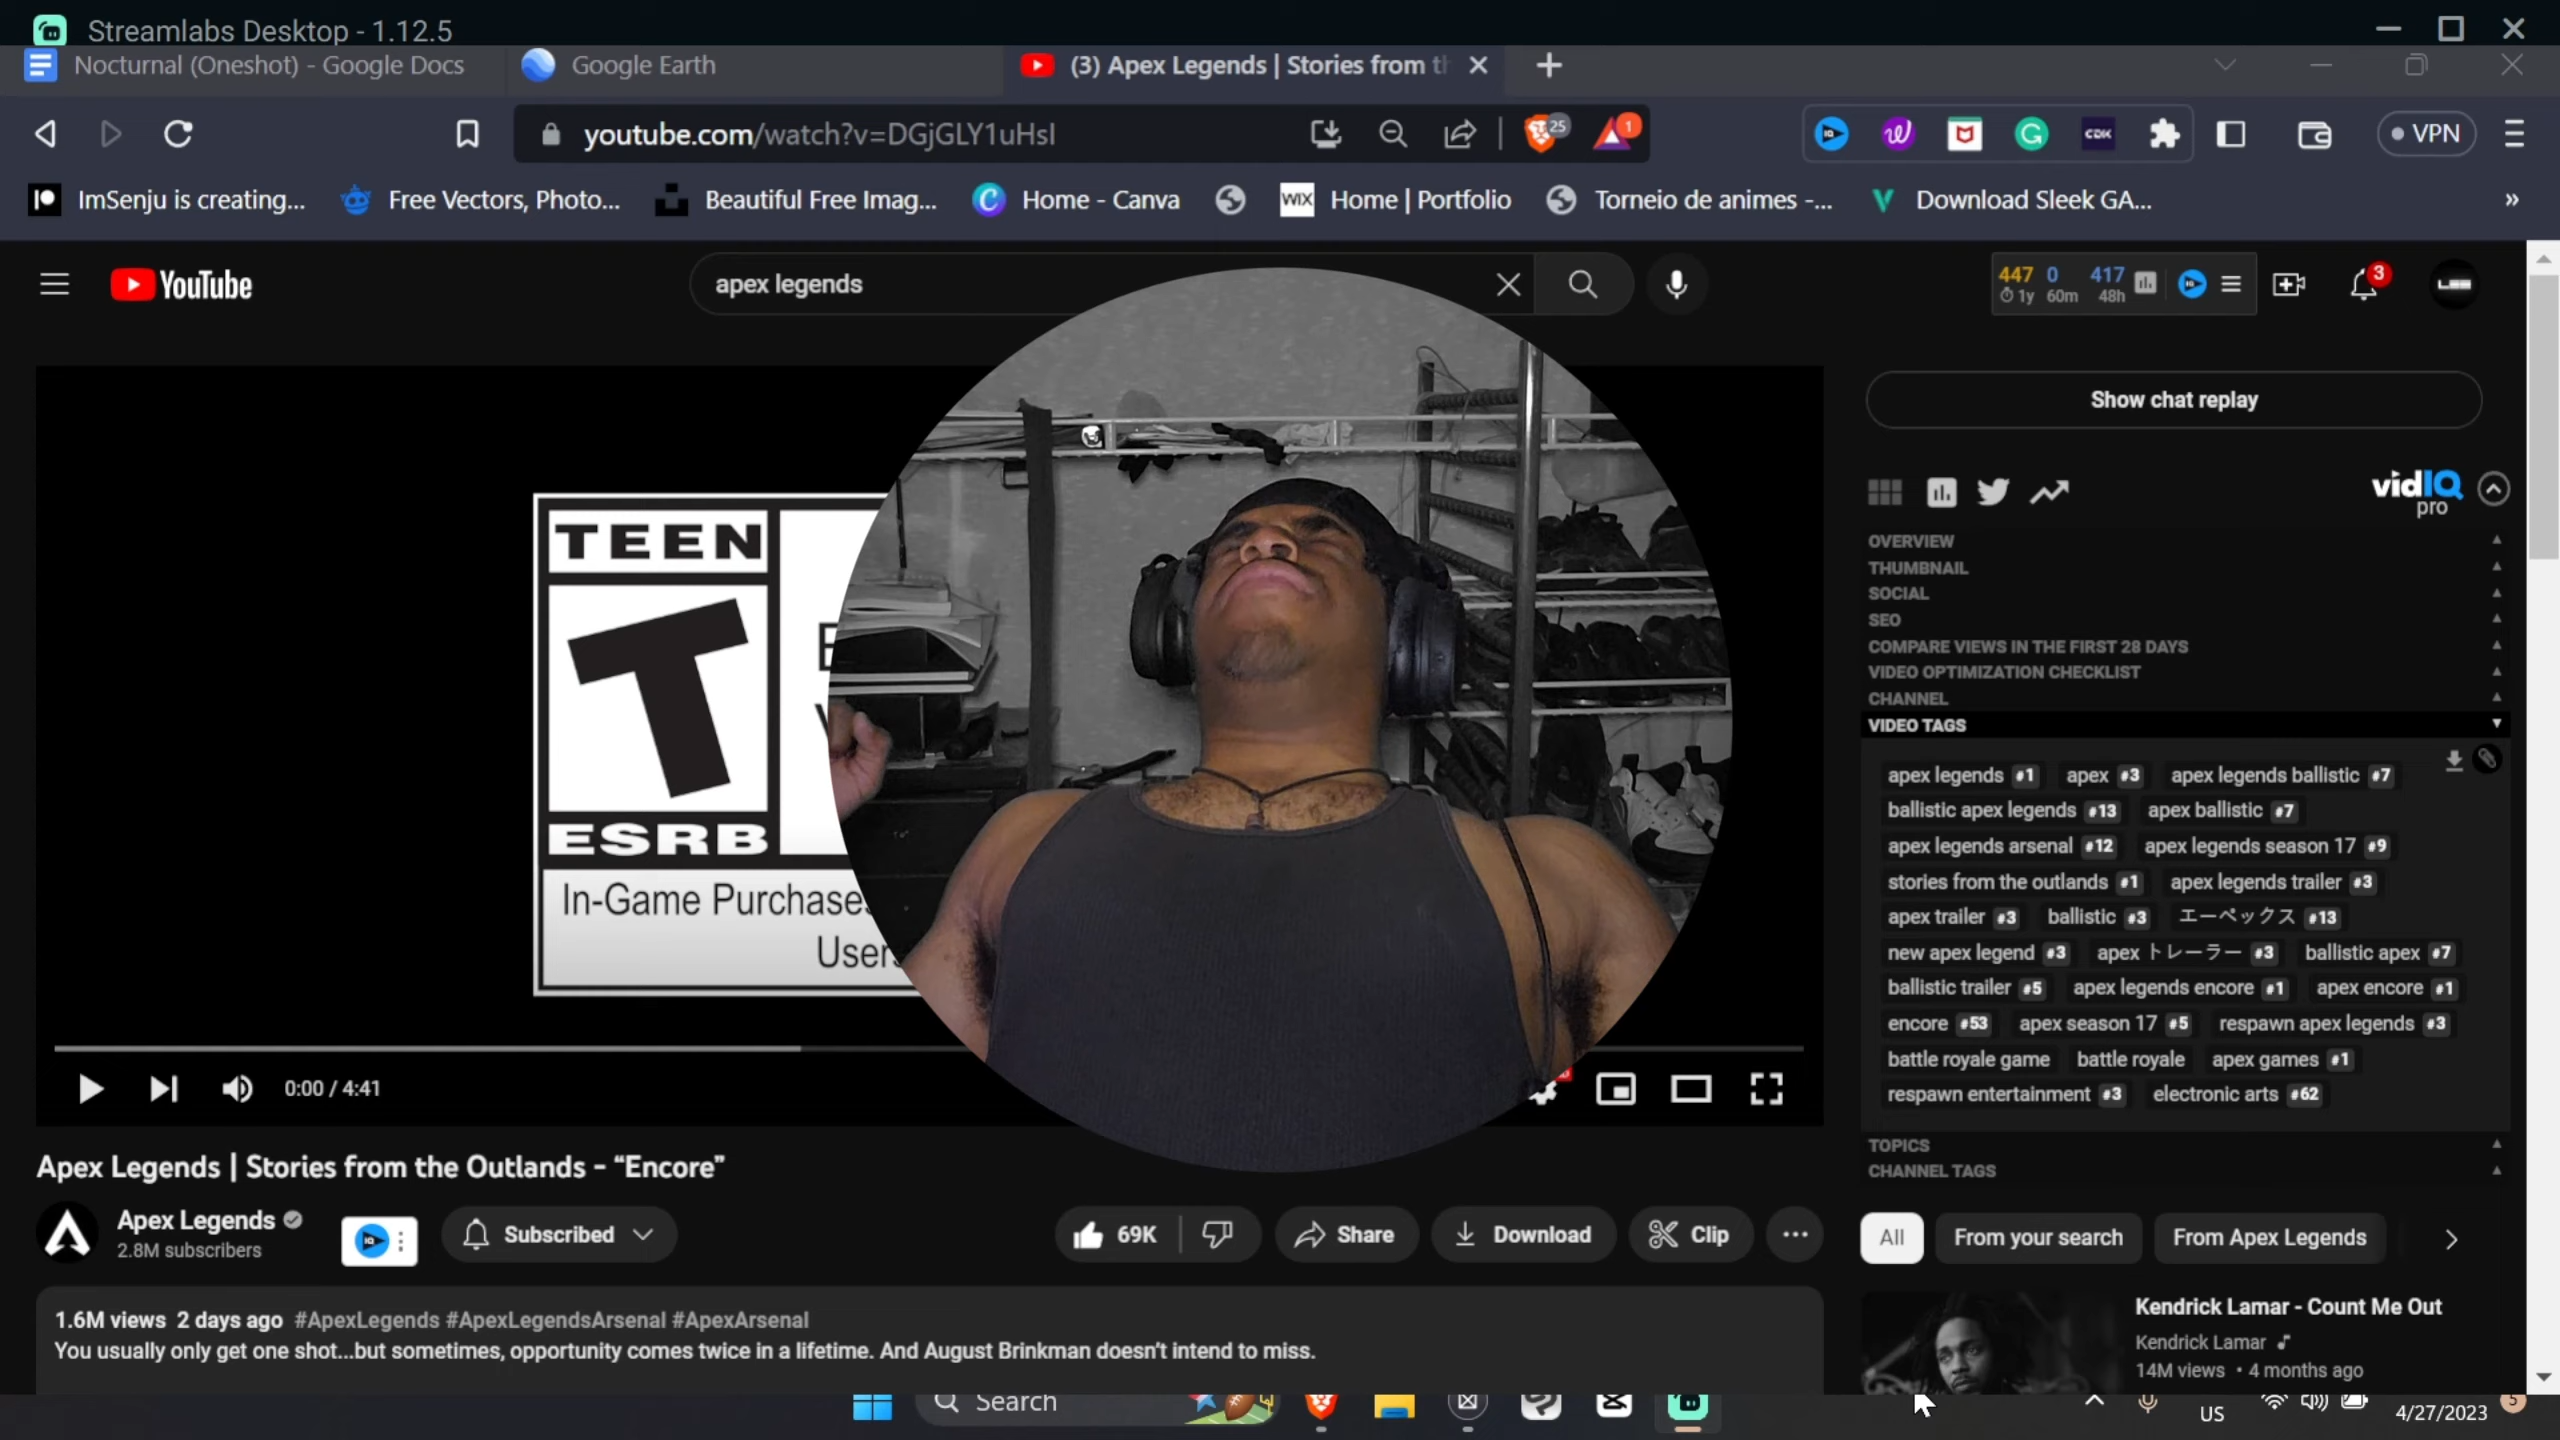 Streamlabs Desktop - 1.12.5
Nocturnal (Oneshot) - Google Docs
Google Earth
(3) Apex Legends | Stories from th
youtube.com/watch?v=DGjGLY1uHsI
25
1
CDK
VPN
ImSenju is creating...
Free Vectors, Photo...
Beautiful Free Imag...
Home - Canva
WIX Home | Portfolio
Torneio de animes -...
Download Sleek GA...
YouTube
apex legends
447 0 417
1y 60m 48h
3
Show chat replay
TEEN
T
ESRB
In-Game Purchases
Users
vidIQ
pro
OVERVIEW
THUMBNAIL
SOCIAL
SEO
COMPARE VIEWS IN THE FIRST 28 DAYS
VIDEO OPTIMIZATION CHECKLIST
CHANNEL
VIDEO TAGS
apex legends #1 apex #3 apex legends ballistic #7
ballistic apex legends #13 apex ballistic #7
apex legends arsenal #12 apex legends season 17 #9
stories from the outlands #1 apex legends trailer #3
apex trailer #3 ballistic #3 エーペックス #13
new apex legend #3 apex トレーラー #3 ballistic apex #7
ballistic trailer #5 apex legends encore #1 apex encore #1
encore #53 apex season 17 #5 respawn apex legends #3
battle royale game battle royale apex games #1
respawn entertainment #3 electronic arts #62
TOPICS
CHANNEL TAGS
0:00 / 4:41
Apex Legends | Stories from the Outlands – “Encore”
Apex Legends
2.8M subscribers
Subscribed
69K
Share
Download
Clip
All
From your search
From Apex Legends
1.6M views 2 days ago #ApexLegends #ApexLegendsArsenal #ApexArsenal
You usually only get one shot...but sometimes, opportunity comes twice in a lifetime. And August Brinkman doesn't intend to miss.
Kendrick Lamar - Count Me Out
Kendrick Lamar
14M views • 4 months ago
Search
US
4/27/2023
5